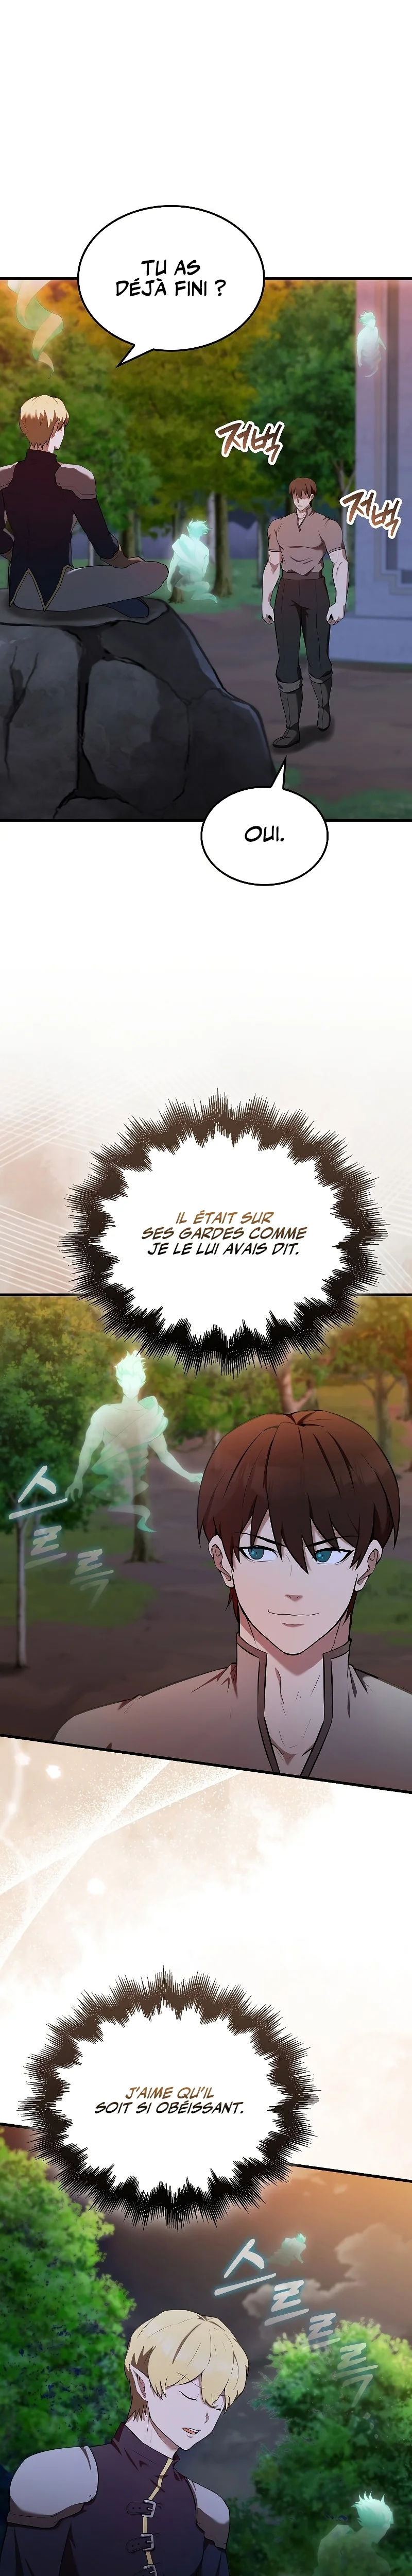 TU AS
DÉJÀ FINI ?
저벅
저벅
OUI.
IL ÉTAIT SUR
SES GARDES COMME
JE LE LUI AVAIS DIT.
스르륵
J'AIME QU'IL
SOIT SI OBÉISSANT.
스르르륵